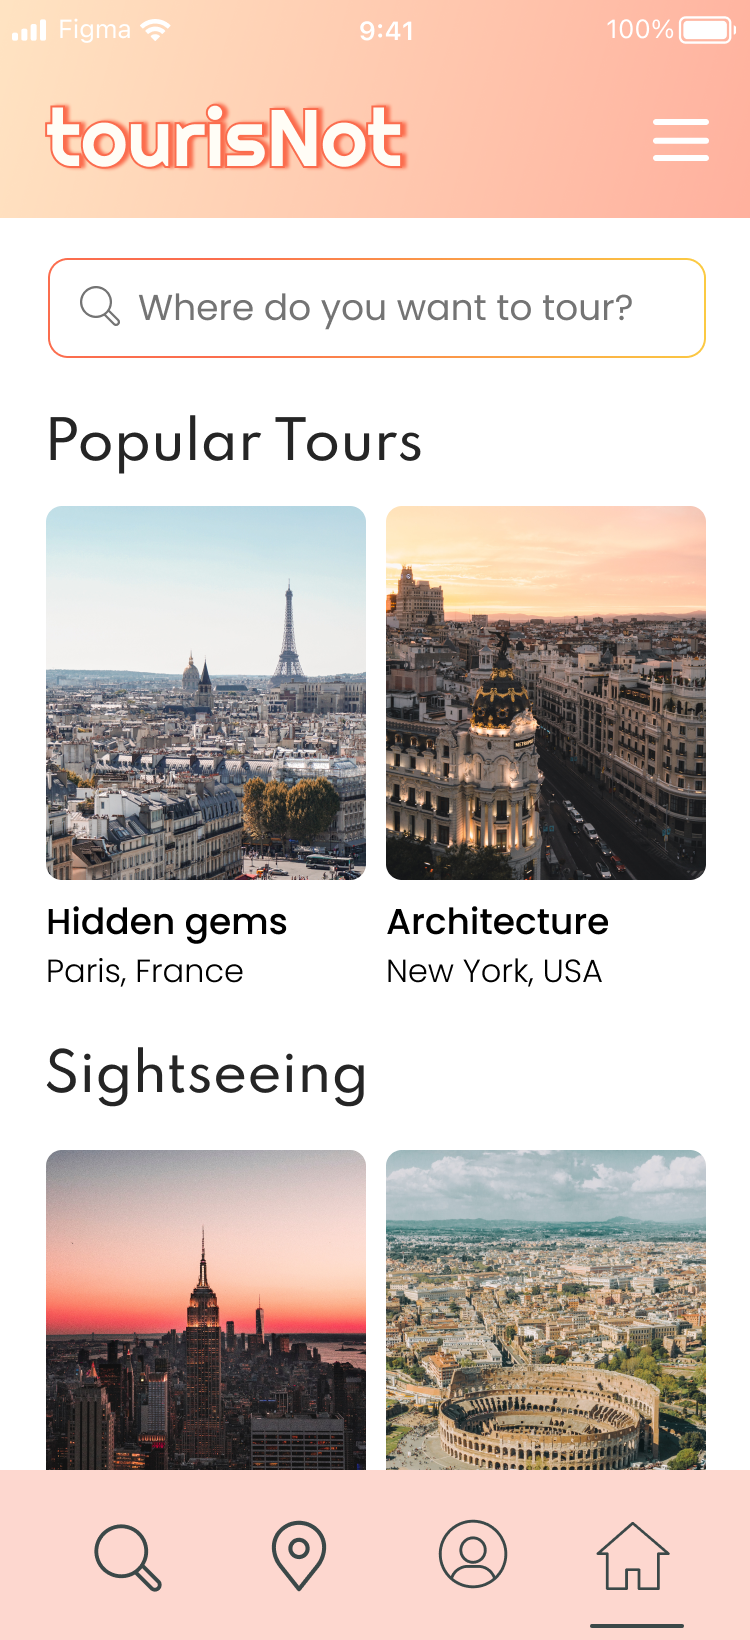 Figma
9:41
100%
tourisNot
Where do you want to tour?
Popular Tours
METROPOLIS
Hidden gems
Architecture
Paris, France
New York, USA
Sightseeing